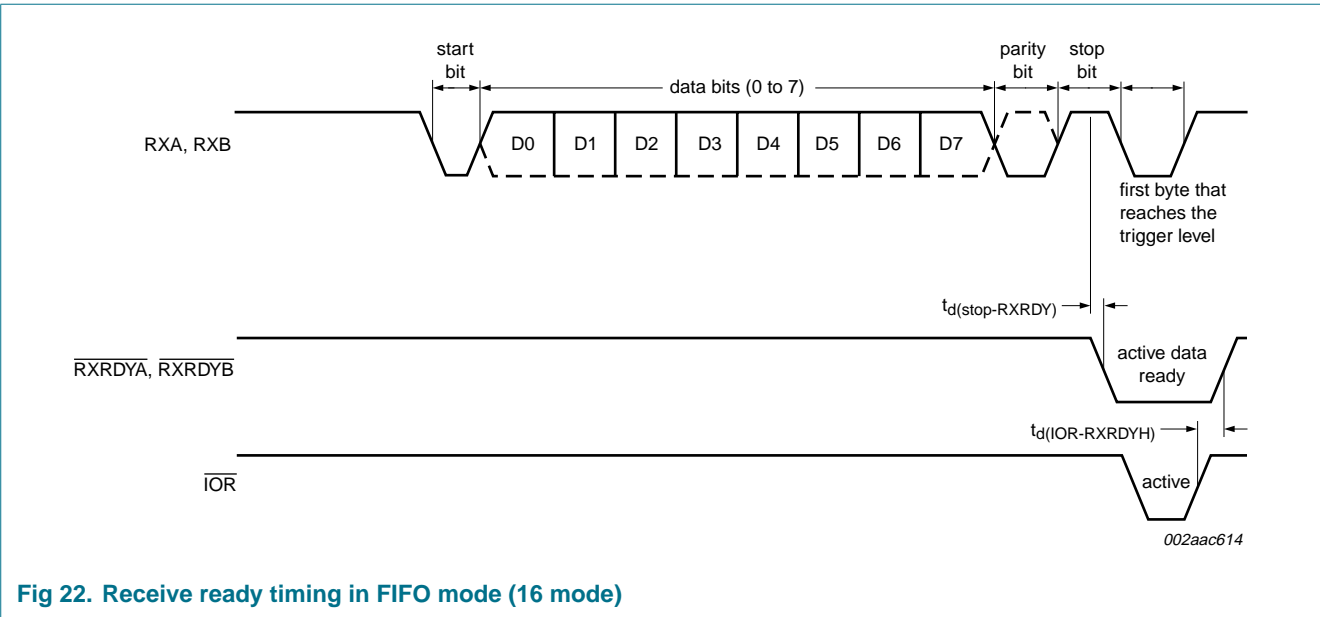 start
bit
data bits (0 to 7)
parity
bit
stop
bit
RXA, RXB
D0 D1 D2 D3 D4 D5 D6 D7
first byte that
reaches the
trigger level
td(stop-RXRDY)
RXRDYA, RXRDYB
active data
ready
td(IOR-RXRDYH)
IOR
active
002aac614
Fig 22. Receive ready timing in FIFO mode (16 mode)